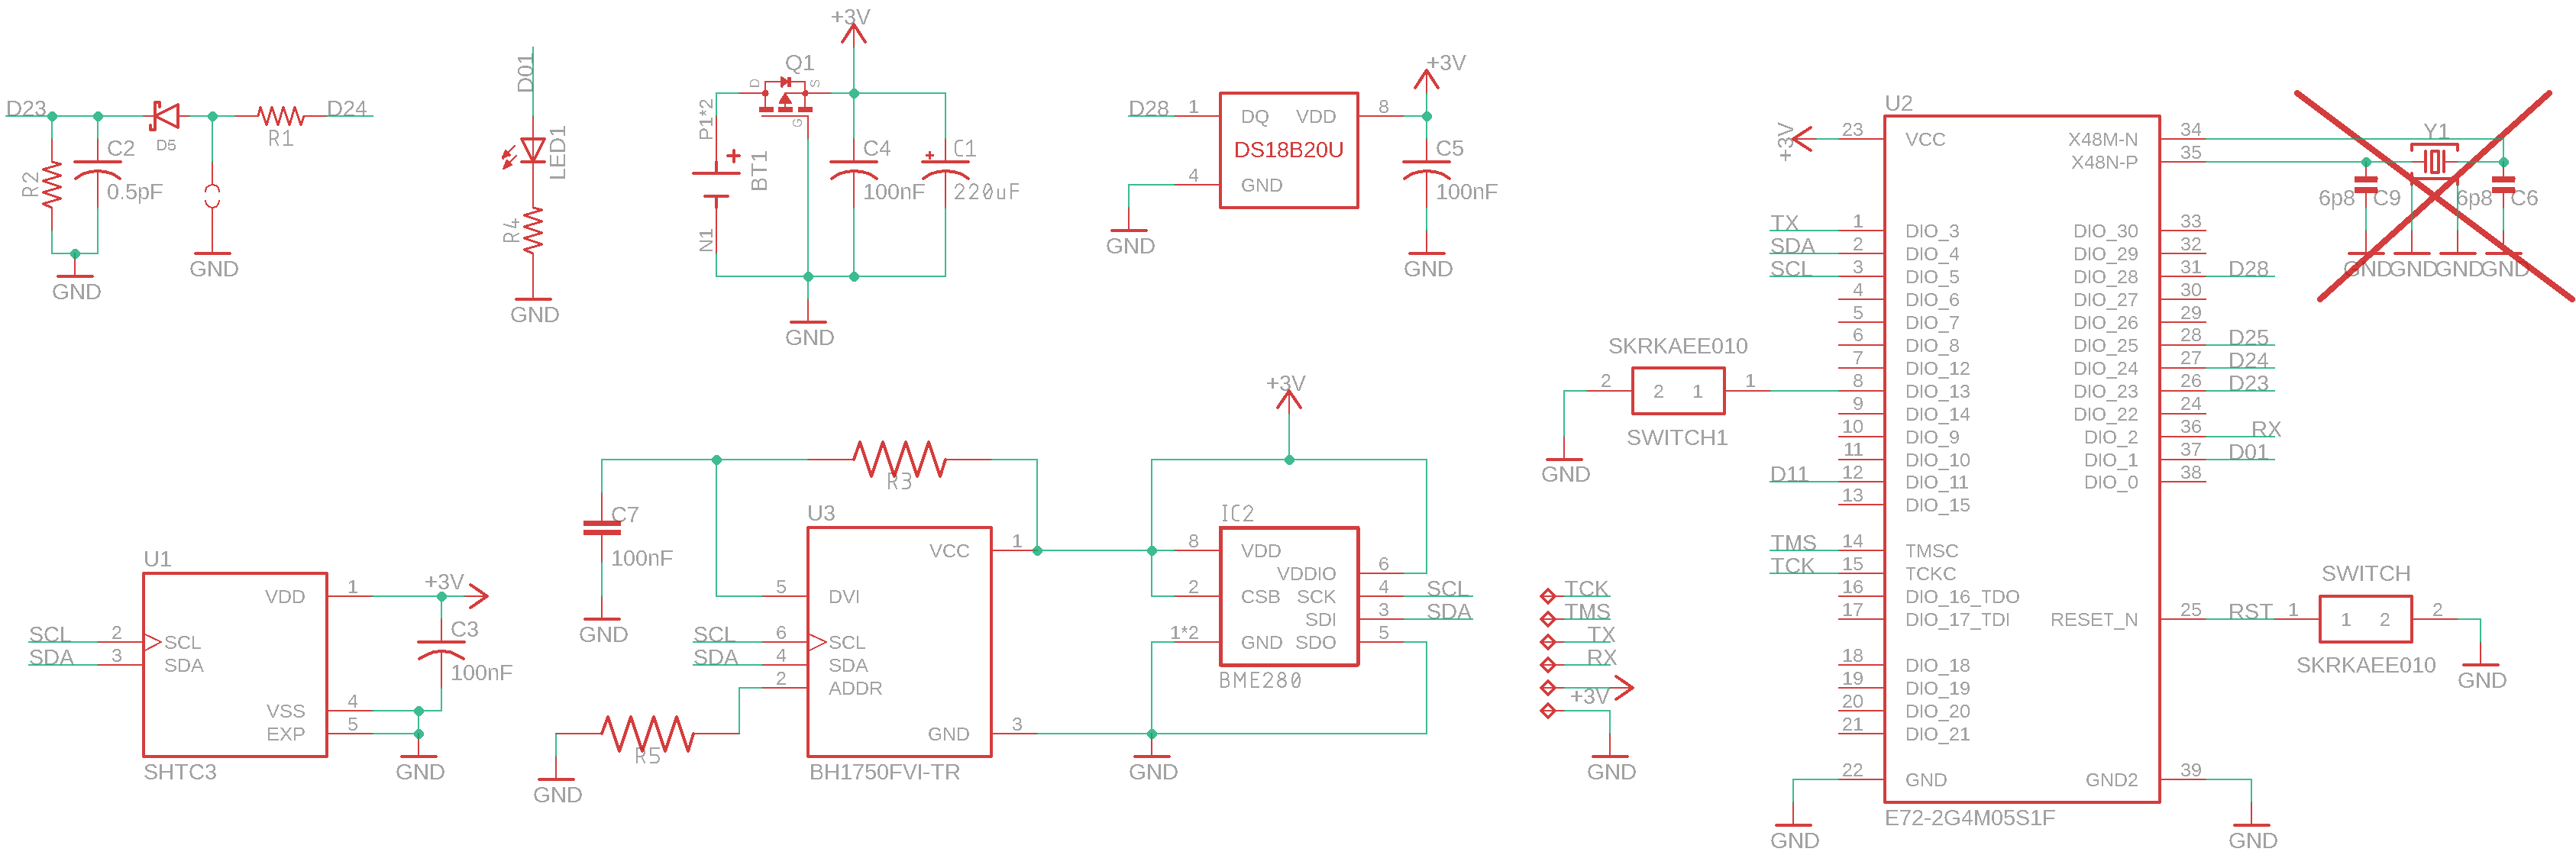 D23
D24
C2
D5
R1
R2
0.5pF
GND
GND
D01
LED1
R4
GND
+3V
Q1
D
S
G
P1*2
BT1
N1
C4
100nF
C1
220uF
GND
D28
1
DQ
VDD
8
DS18B20U
4
GND
GND
+3V
C5
100nF
GND
U1
VDD
1
+3V
SCL
2
SCL
SDA
3
SDA
C3
100nF
VSS
4
EXP
5
SHTC3
GND
R3
C7
100nF
GND
U3
VCC
1
5
DVI
SCL
6
SCL
SDA
4
SDA
2
ADDR
GND
3
R5
GND
BH1750FVI-TR
+3V
IC2
8
VDD
VDDIO
6
2
CSB
SCK
4
SCL
SDI
3
SDA
1*2
GND
SDO
5
BME280
GND
TCK
TMS
TX
RX
+3V
GND
SKRKAEE010
2
2
1
1
SWITCH1
GND
U2
+3V
23
VCC
X48M-N
34
X48N-P
35
TX
1
DIO_3
DIO_30
33
SDA
2
DIO_4
DIO_29
32
SCL
3
DIO_5
DIO_28
31
D28
4
DIO_6
DIO_27
30
5
DIO_7
DIO_26
29
6
DIO_8
DIO_25
28
D25
7
DIO_12
DIO_24
27
D24
8
DIO_13
DIO_23
26
D23
9
DIO_14
DIO_22
24
10
DIO_9
DIO_2
36
RX
11
DIO_10
DIO_1
37
D01
D11
12
DIO_11
DIO_0
38
13
DIO_15
TMS
14
TMSC
TCK
15
TCKC
16
DIO_16_TDO
17
DIO_17_TDI
RESET_N
25
RST
18
DIO_18
19
DIO_19
20
DIO_20
21
DIO_21
22
GND
GND2
39
E72-2G4M05S1F
GND
GND
Y1
6p8
C9
6p8
C6
GND
GND
GND
GND
SWITCH
1
1
2
2
SKRKAEE010
GND